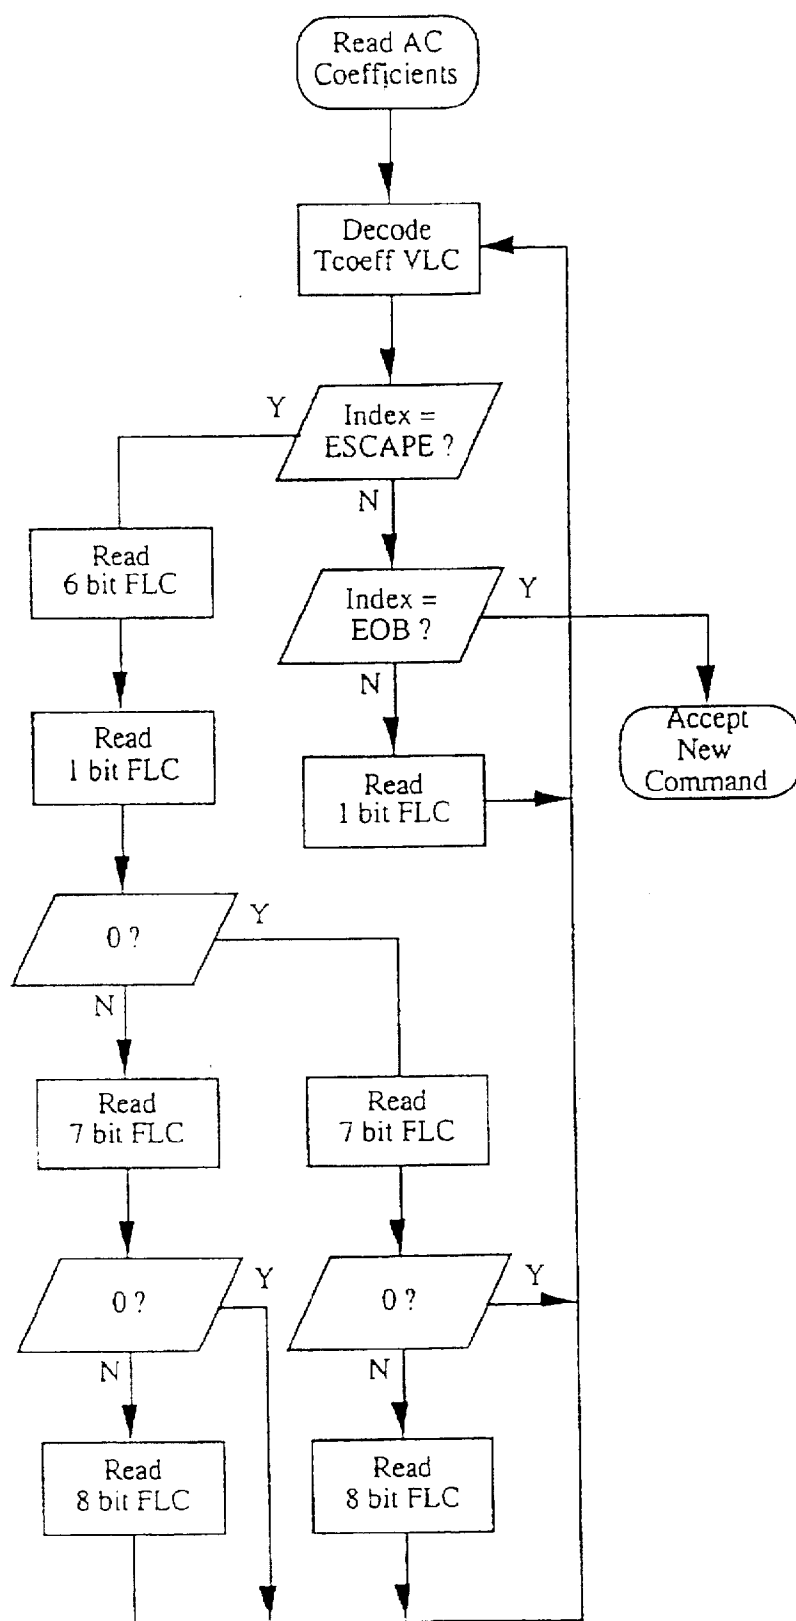 Read AC
Coefficients
Decode
Tcoeff VLC
Y
Index =
ESCAPE ?
N
Read
6 bit FLC
Index =
EOB ?
Y
N
Read
1 bit FLC
Accept
New
Command
Read
1 bit FLC
0 ?
Y
N
Read
7 bit FLC
Read
7 bit FLC
0 ?
Y
0 ?
Y
N
N
Read
8 bit FLC
Read
8 bit FLC